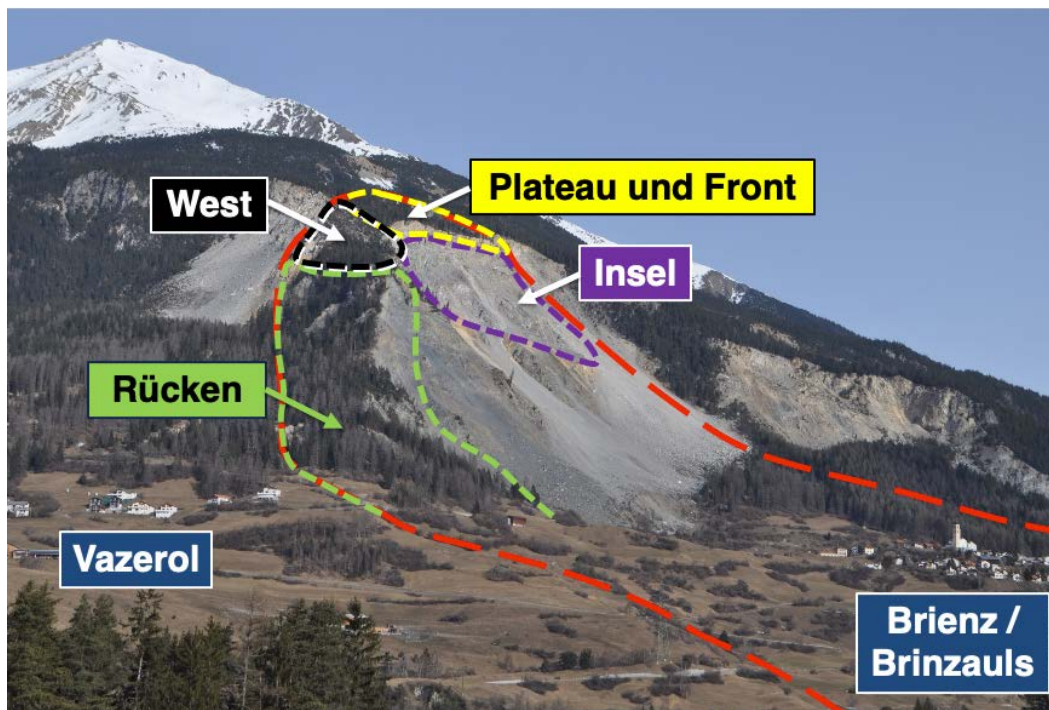 Plateau und Front
West
Insel
Rücken
Vazerol
Brienz /
Brinzauls